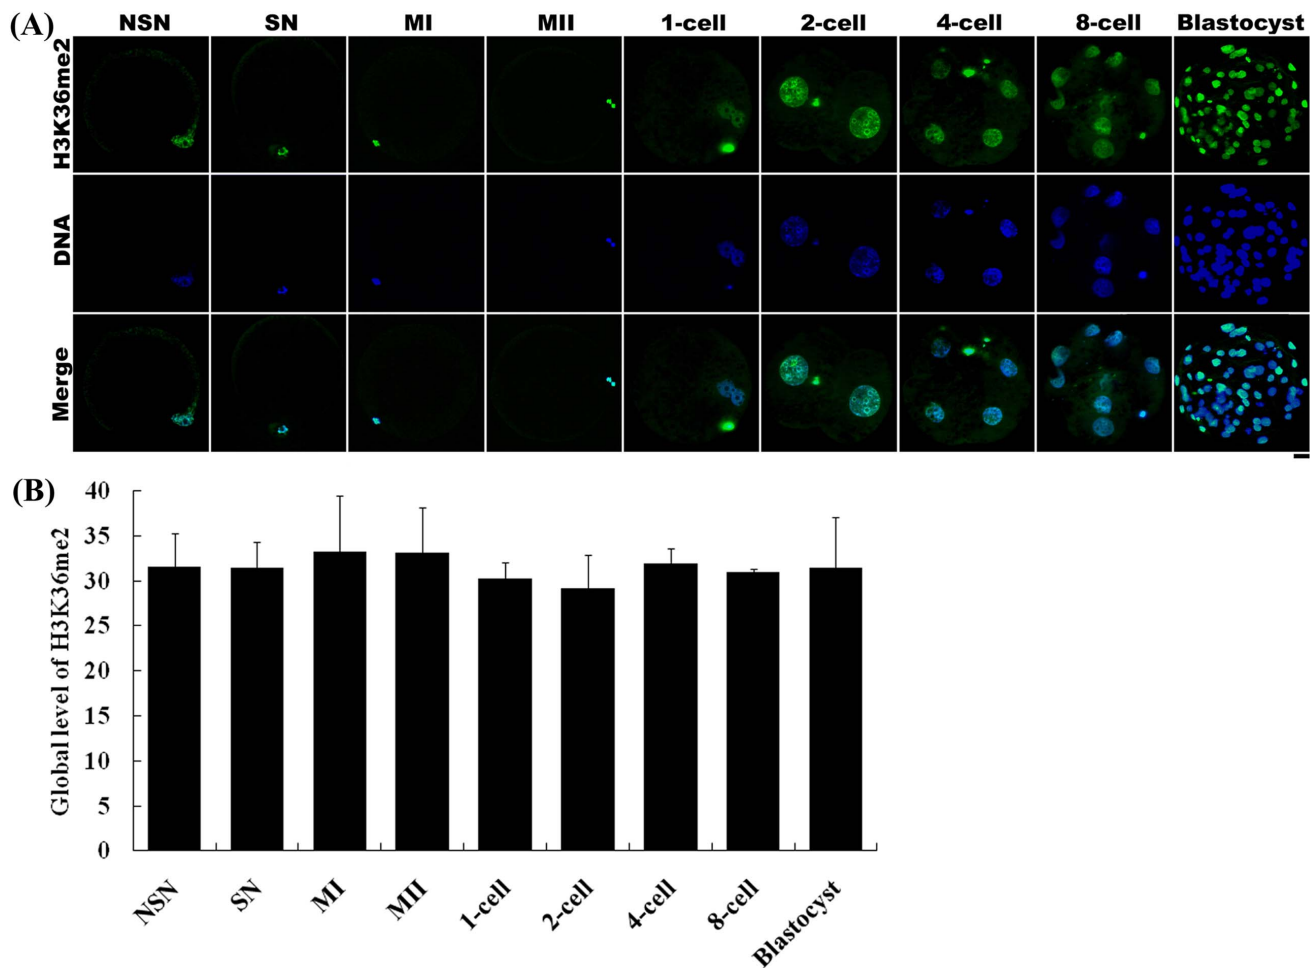 (A)
NSN SN MI MII 1-cell 2-cell 4-cell 8-cell Blastocyst
H3K36me2
DNA
Merge
(B)
Global level of H3K36me2
40
35
30
25
20
15
10
5
0
NSN SN MI MII 1-cell 2-cell 4-cell 8-cell Blastocyst